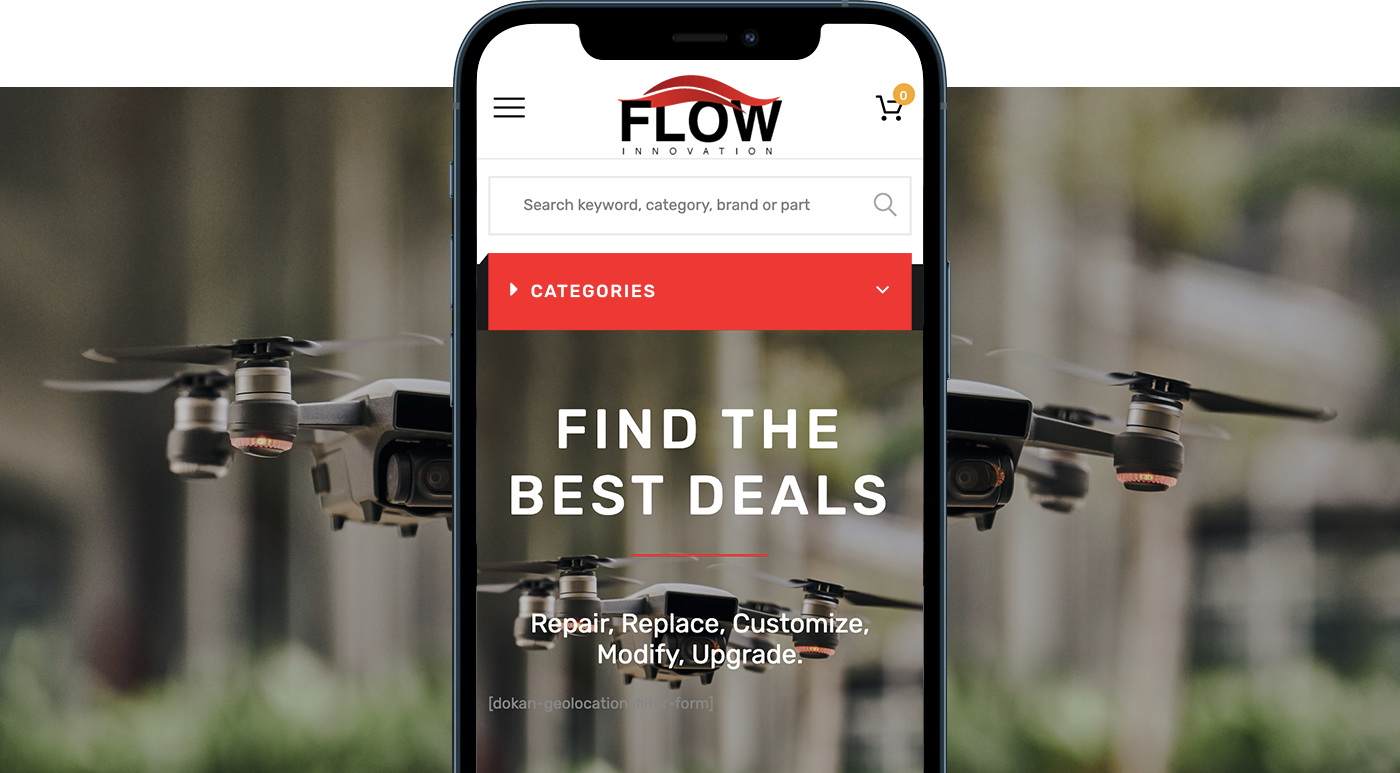 0
FLOW
INNOVATION
Search keyword, category, brand or part
CATEGORIES
FIND THE
BEST DEALS
Repair, Replace, Customize,
Modify, Upgrade.
[dokan-geolocation-filter-form]